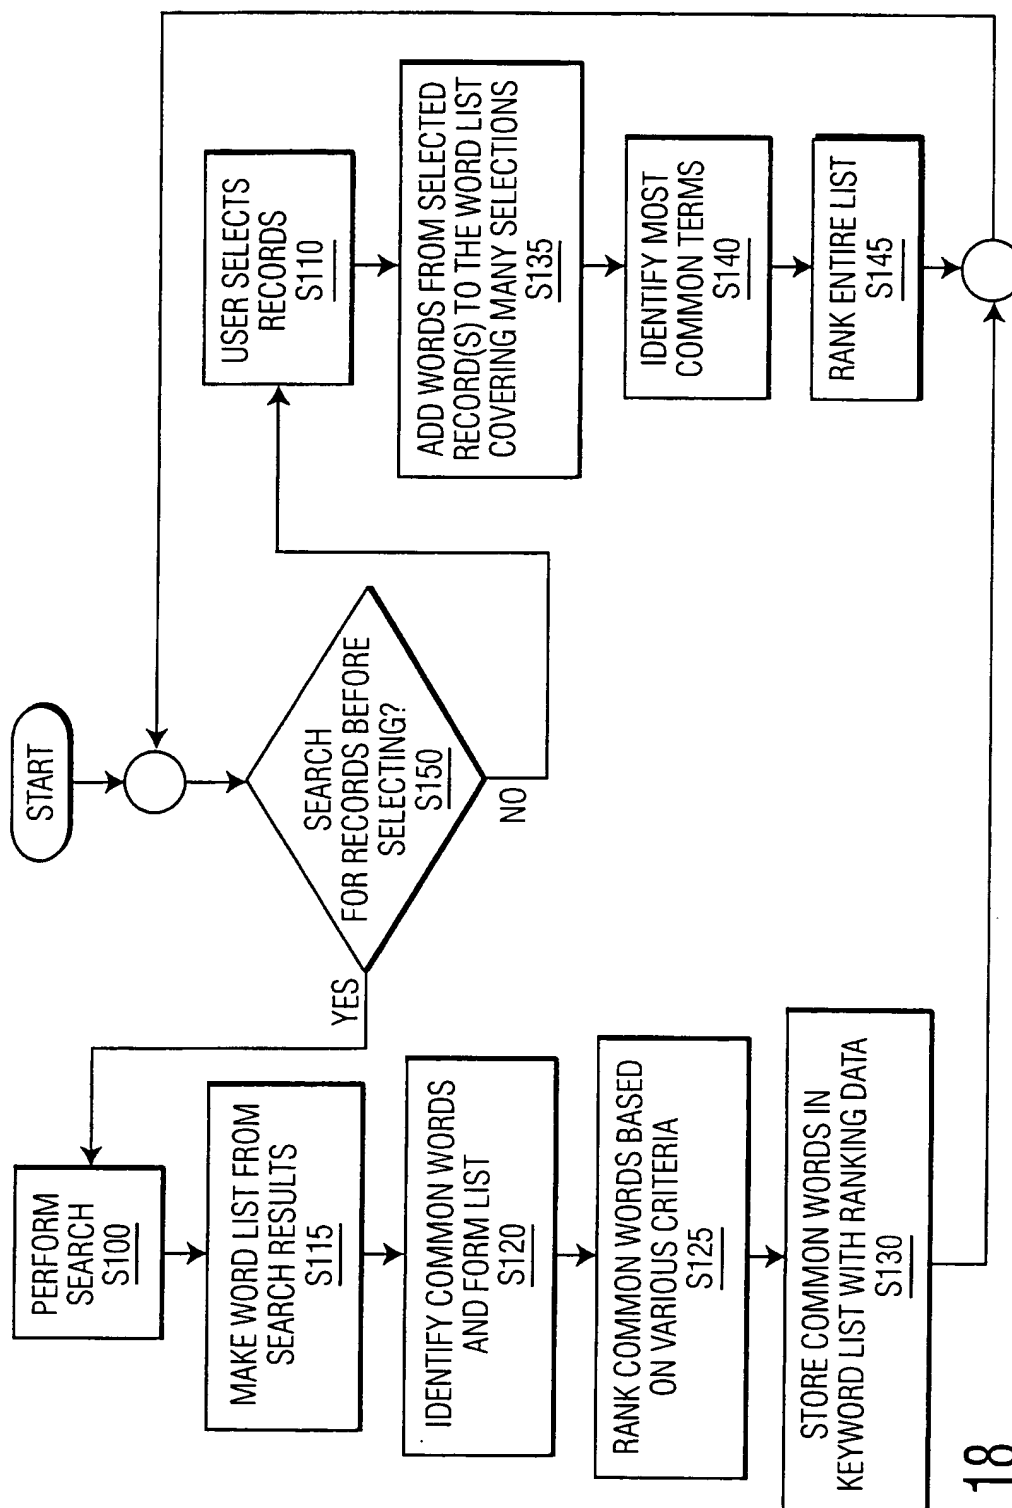 START
SEARCH
FOR RECORDS BEFORE
SELECTING?
S150
YES
NO
PERFORM
SEARCH
S100
MAKE WORD LIST FROM
SEARCH RESULTS
S115
IDENTIFY COMMON WORDS
AND FORM LIST
S120
RANK COMMON WORDS BASED
ON VARIOUS CRITERIA
S125
STORE COMMON WORDS IN
KEYWORD LIST WITH RANKING DATA
S130
USER SELECTS
RECORDS
S110
ADD WORDS FROM SELECTED
RECORD(S) TO THE WORD LIST
COVERING MANY SELECTIONS
S135
IDENTIFY MOST
COMMON TERMS
S140
RANK ENTIRE LIST
S145
18